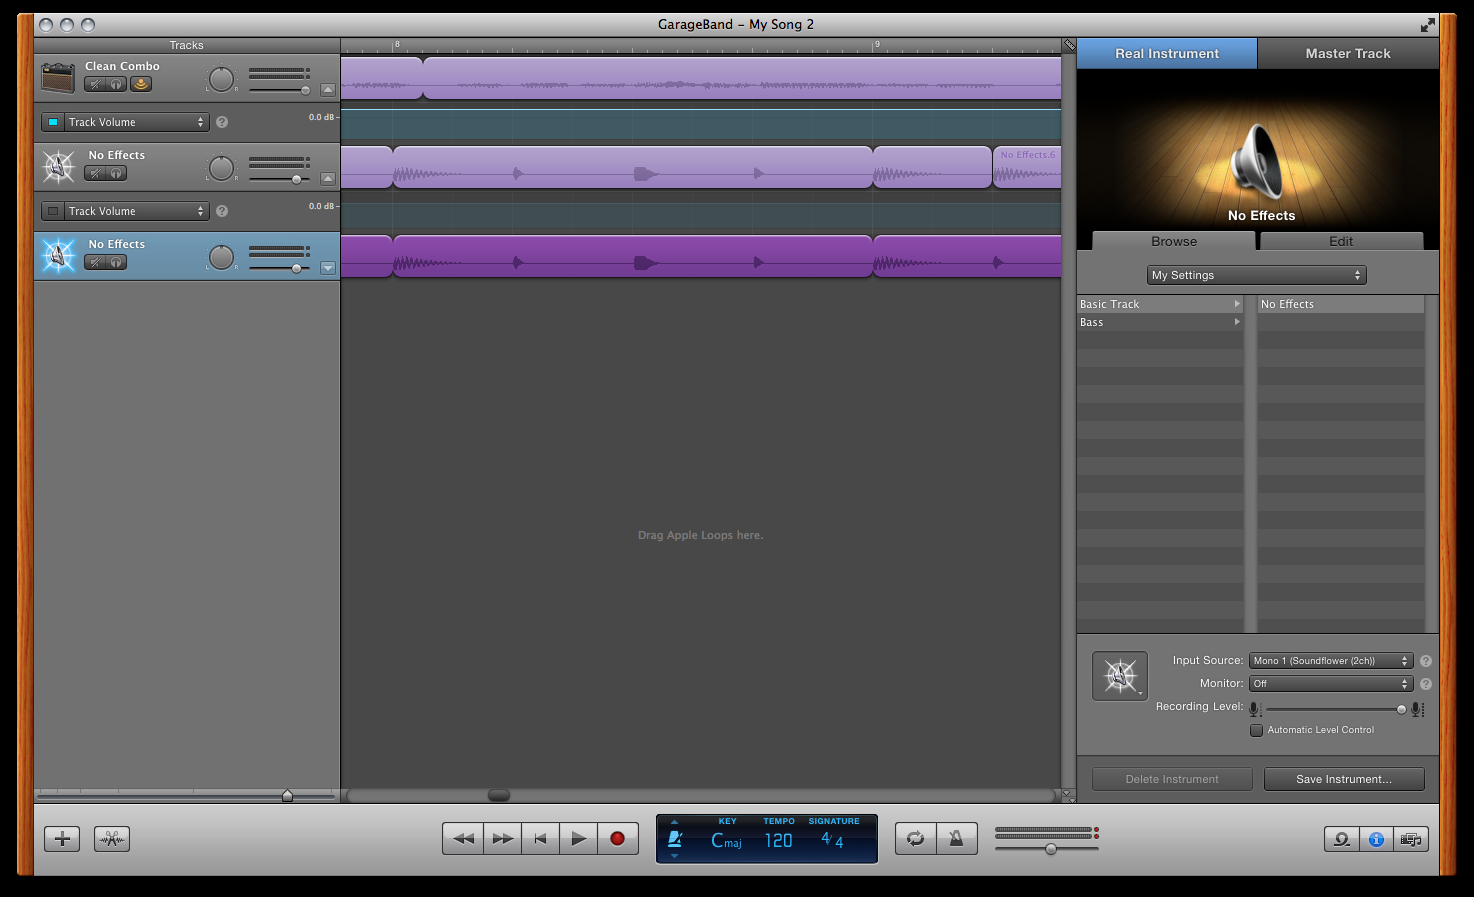 GarageBand – My Song 2
Tracks
8
9
Real Instrument
Master Track
Clean Combo
L R
Track Volume
?
0.0 dB
No Effects
L R
No Effects.6
Track Volume
?
0.0 dB
No Effects
L R
No Effects
Browse
Edit
My Settings
Basic Track
No Effects
Bass
Drag Apple Loops here.
Input Source: Mono 1 (Soundflower (2ch)) ?
Monitor: Off ?
Recording Level:
Automatic Level Control
Delete Instrument
Save Instrument...
KEY TEMPO SIGNATURE
Cmaj 120 4/4